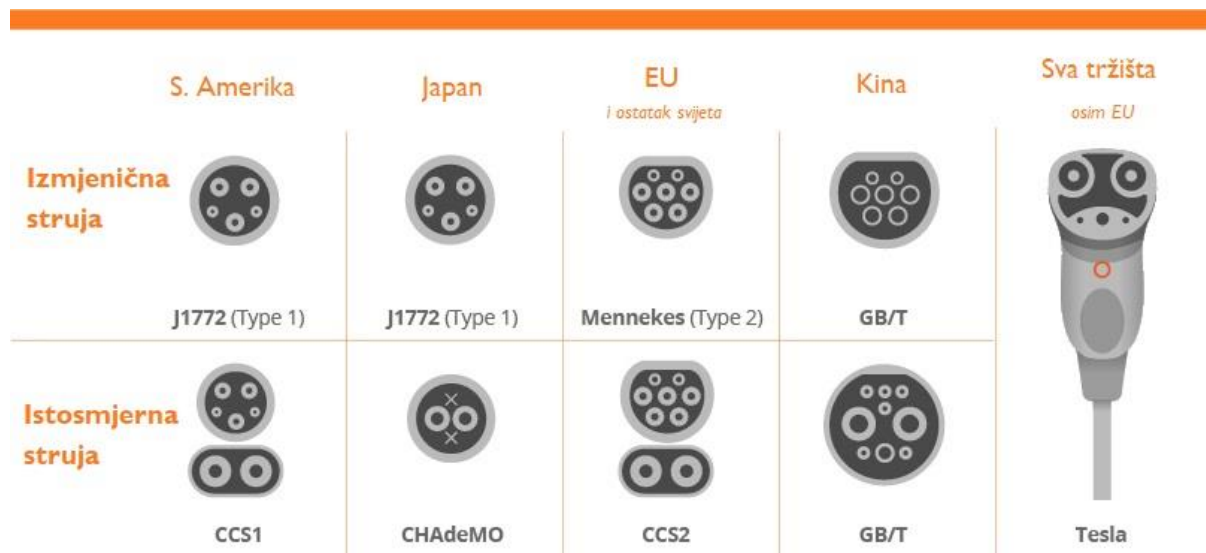 S. Amerika
Japan
EU
i ostatak svijeta
Kina
Sva tržišta
osim EU
Izmjenična
struja
J1772 (Type 1)
J1772 (Type 1)
Mennekes (Type 2)
GB/T
Istosmjerna
struja
CCS1
CHAdeMO
CCS2
GB/T
Tesla